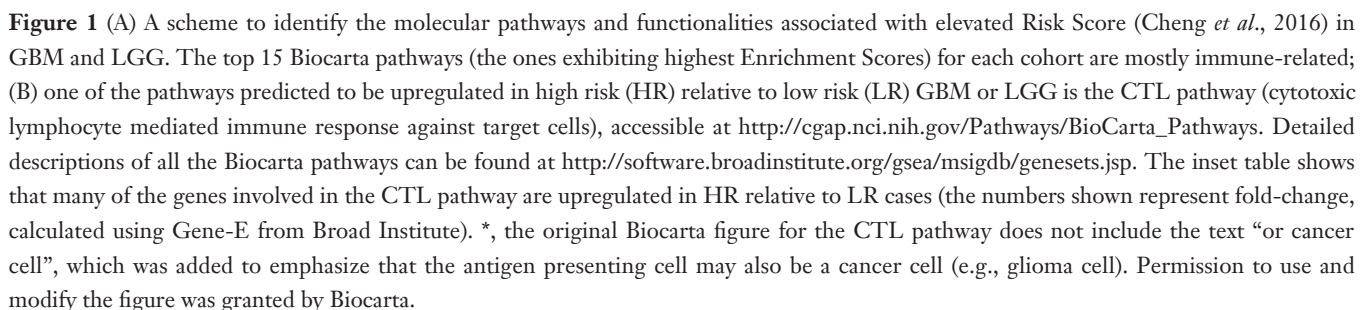 Figure 1 (A) A scheme to identify the molecular pathways and functionalities associated with elevated Risk Score (Cheng et al., 2016) in
GBM and LGG. The top 15 Biocarta pathways (the ones exhibiting highest Enrichment Scores) for each cohort are mostly immune-related;
(B) one of the pathways predicted to be upregulated in high risk (HR) relative to low risk (LR) GBM or LGG is the CTL pathway (cytotoxic
lymphocyte mediated immune response against target cells), accessible at http://cgap.nci.nih.gov/Pathways/BioCarta_Pathways. Detailed
descriptions of all the Biocarta pathways can be found at http://software.broadinstitute.org/gsea/msigdb/genesets.jsp. The inset table shows
that many of the genes involved in the CTL pathway are upregulated in HR relative to LR cases (the numbers shown represent fold-change,
calculated using Gene-E from Broad Institute). *, the original Biocarta figure for the CTL pathway does not include the text “or cancer
cell”, which was added to emphasize that the antigen presenting cell may also be a cancer cell (e.g., glioma cell). Permission to use and
modify the figure was granted by Biocarta.